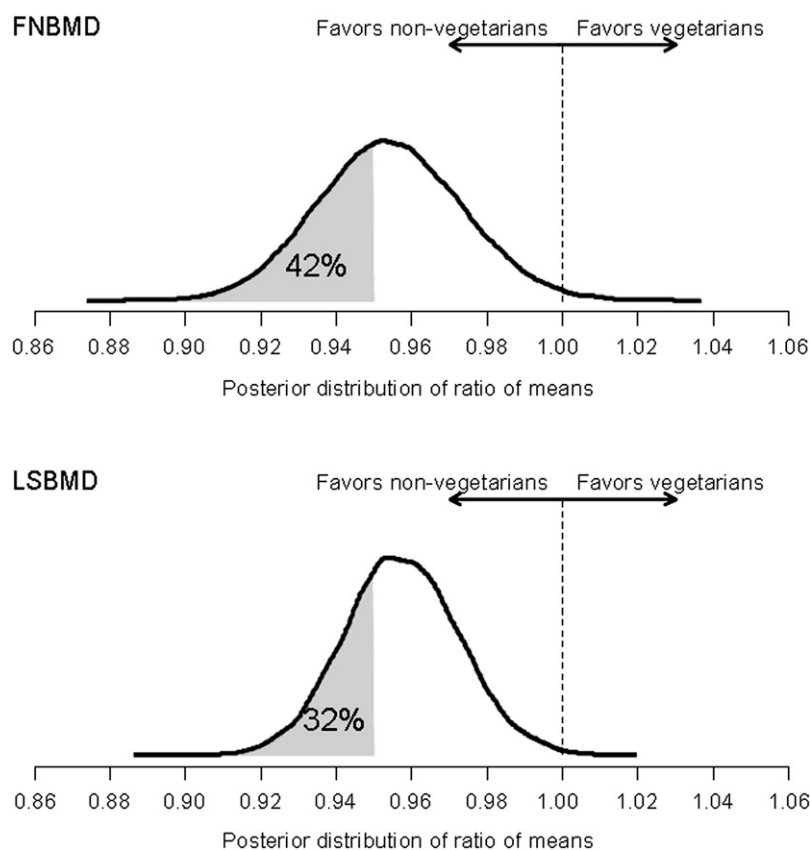 FNBMD
Favors non-vegetarians Favors vegetarians
42%
0.86 0.88 0.90 0.92 0.94 0.96 0.98 1.00 1.02 1.04 1.06
Posterior distribution of ratio of means
LSBMD
Favors non-vegetarians Favors vegetarians
32%
0.86 0.88 0.90 0.92 0.94 0.96 0.98 1.00 1.02 1.04 1.06
Posterior distribution of ratio of means